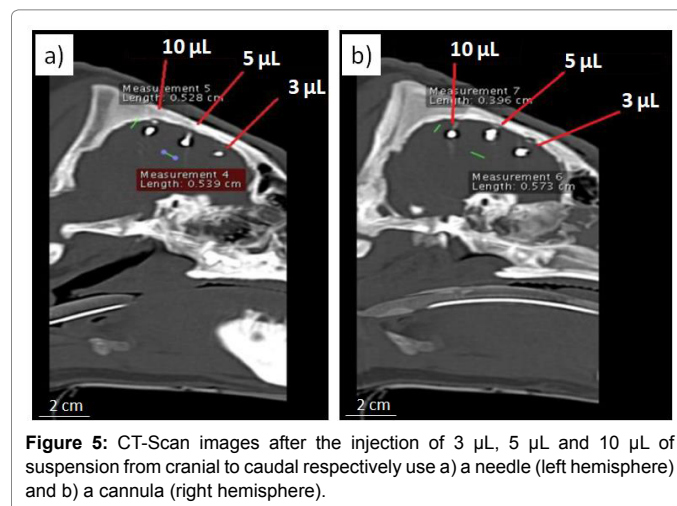 a)
10 µL
5 µL
3 µL
Measurement 5
Length: 0.528 cm
Measurement 4
Length: 0.539 cm
2 cm
b)
10 µL
5 µL
3 µL
Measurement 7
Length: 0.396 cm
Measurement 6
Length: 0.573 cm
2 cm
Figure 5: CT-Scan images after the injection of 3 µL, 5 µL and 10 µL of
suspension from cranial to caudal respectively use a) a needle (left hemisphere)
and b) a cannula (right hemisphere).